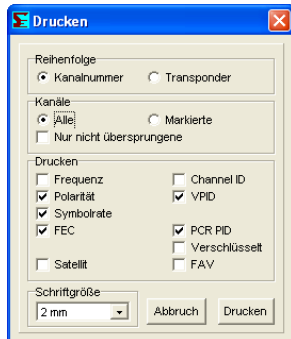 Drucken
Reihenfolge
Kanalnummer Transponder
Kanäle
Alle Markierte
Nur nicht übersprungene
Drucken
Frequenz Channel ID
Polarität VPID
Symbolrate
FEC PCR PID
Verschlüsselt
Satellit FAV
Schriftgröße
2 mm Abbruch Drucken